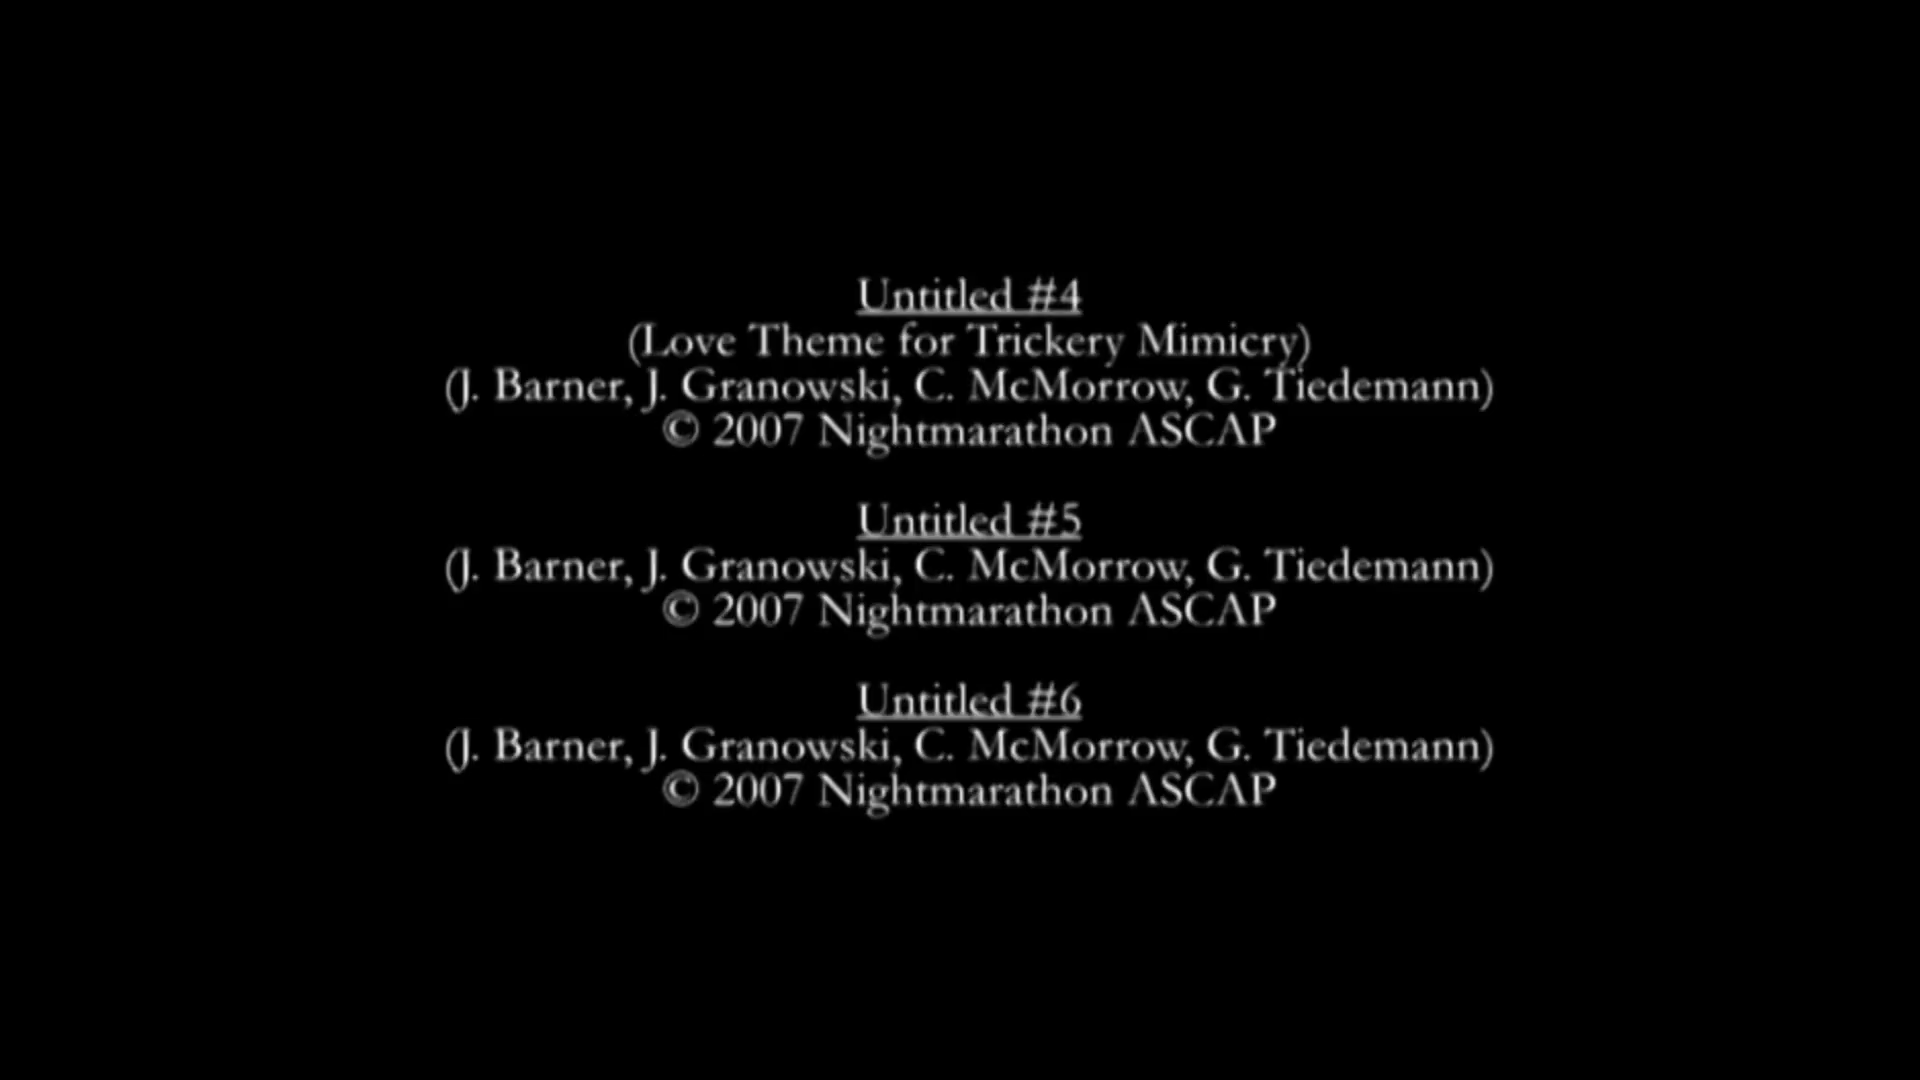 Untitled #4
(Love Theme for Trickery Mimicry)
(J. Barner, J. Granowski, C. McMorrow, G. Tiedemann)
© 2007 Nightmarathon ASCAP
Untitled #5
(J. Barner, J. Granowski, C. McMorrow, G. Tiedemann)
© 2007 Nightmarathon ASCAP
Untitled #6
(J. Barner, J. Granowski, C. McMorrow, G. Tiedemann)
© 2007 Nightmarathon ASCAP